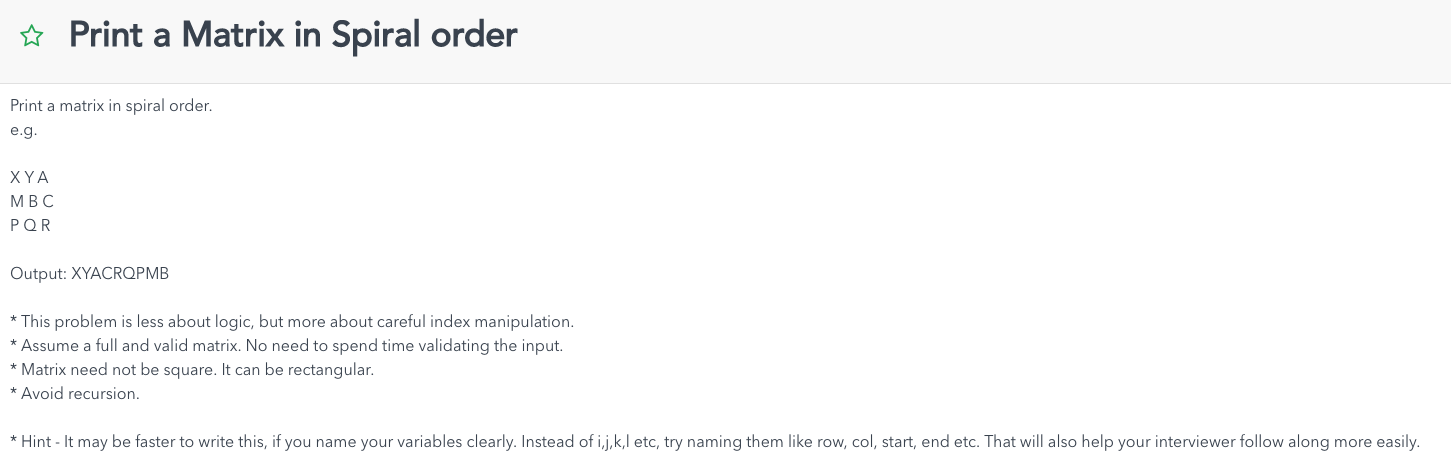 Print a Matrix in Spiral order
Print a matrix in spiral order.
e.g.
X Y A
M B C
P Q R
Output: XYACRQPMB
* This problem is less about logic, but more about careful index manipulation.
* Assume a full and valid matrix. No need to spend time validating the input.
* Matrix need not be square. It can be rectangular.
* Avoid recursion.
* Hint - It may be faster to write this, if you name your variables clearly. Instead of i,j,k,l etc, try naming them like row, col, start, end etc. That will also help your interviewer follow along more easily.